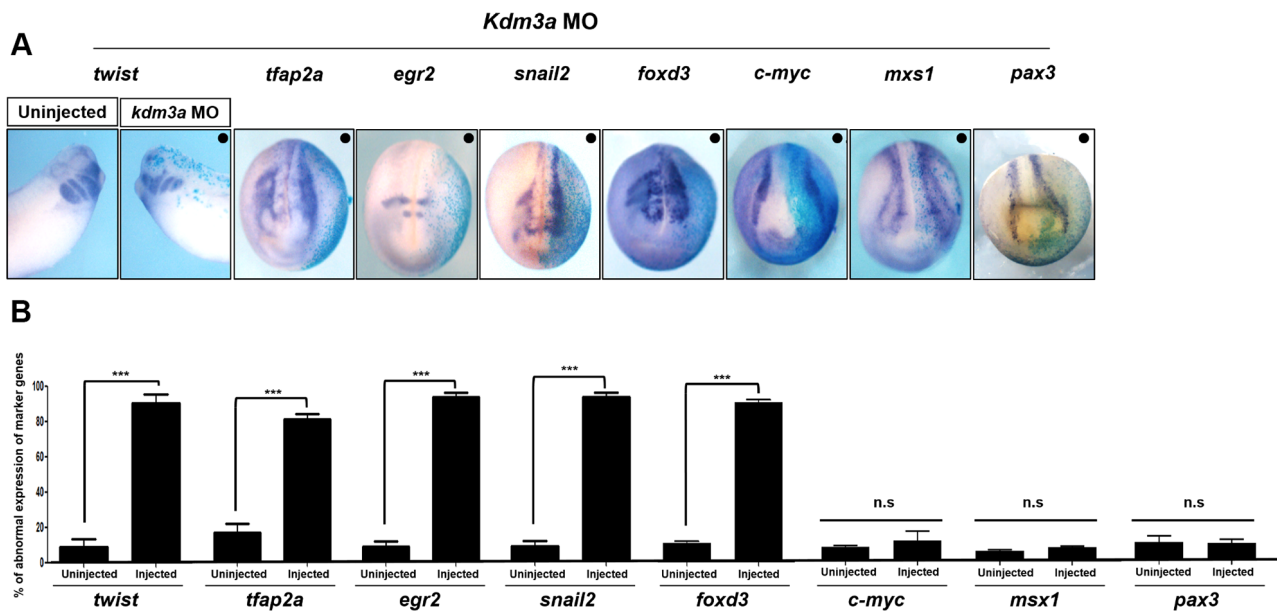 Kdm3a MO
A
twist tfap2a egr2 snail2 foxd3 c-myc mxs1 pax3
Uninjected kdm3a MO
B
% of abnormal expression of marker genes
100
80
60
40
20
0
*** *** *** *** *** n.s n.s n.s
Uninjected Injected Uninjected Injected Uninjected Injected Uninjected Injected Uninjected Injected Uninjected Injected Uninjected Injected Uninjected Injected
twist tfap2a egr2 snail2 foxd3 c-myc msx1 pax3